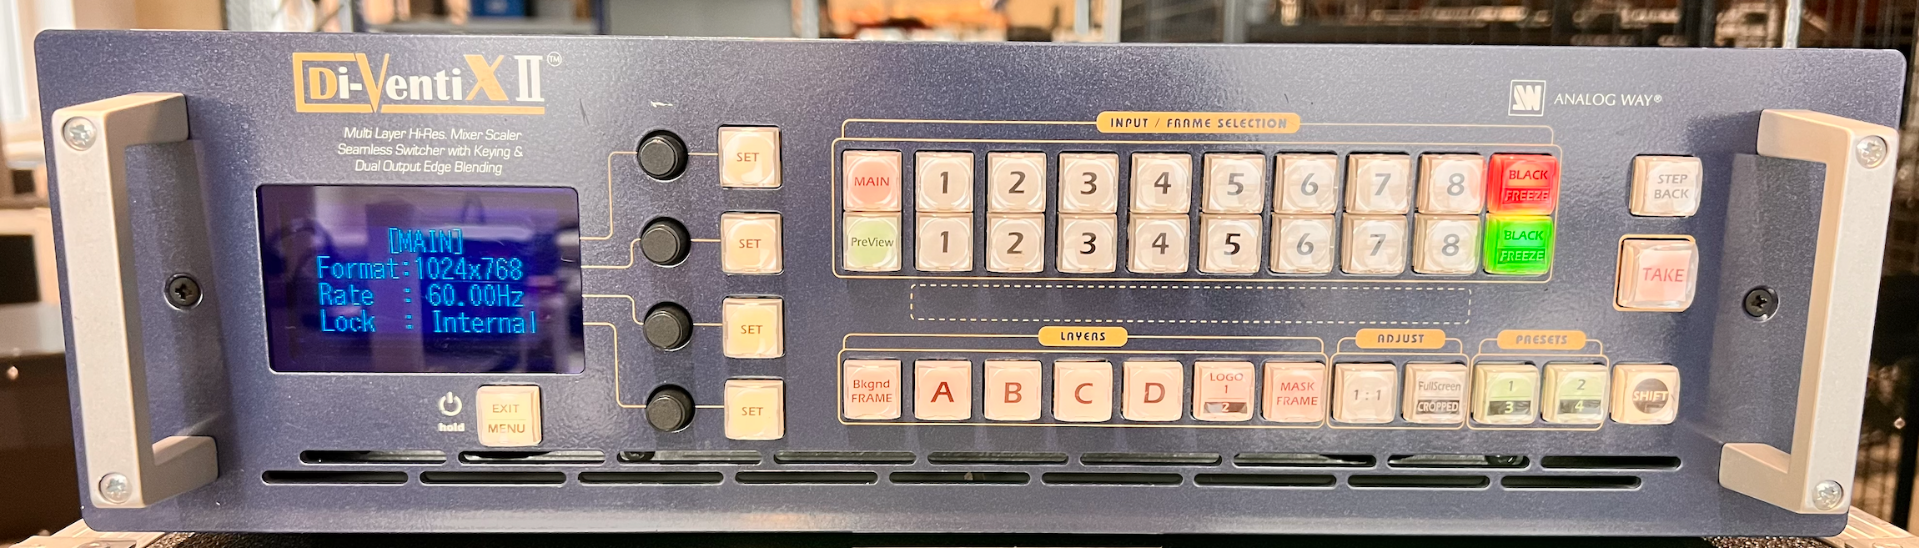 Di-VentiX II™
Multi Layer Hi-Res. Mixer Scaler
Seamless Switcher with Keying &
Dual Output Edge Blending
[MAIN]
Format:1024x768
Rate : 60.00Hz
Lock : Internal
hold
EXIT
MENU
SET
SET
SET
SET
ANALOG WAY®
INPUT / FRAME SELECTION
MAIN 1 2 3 4 5 6 7 8 BLACK
FREEZE
PreView 1 2 3 4 5 6 7 8 BLACK
FREEZE
STEP
BACK
TAKE
LAYERS
Bkgnd
FRAME
A B C D
LOGO
1
2
MASK
FRAME
ADJUST
1:1
FullScreen
CROPPED
PRESETS
1
3
2
4
SHIFT